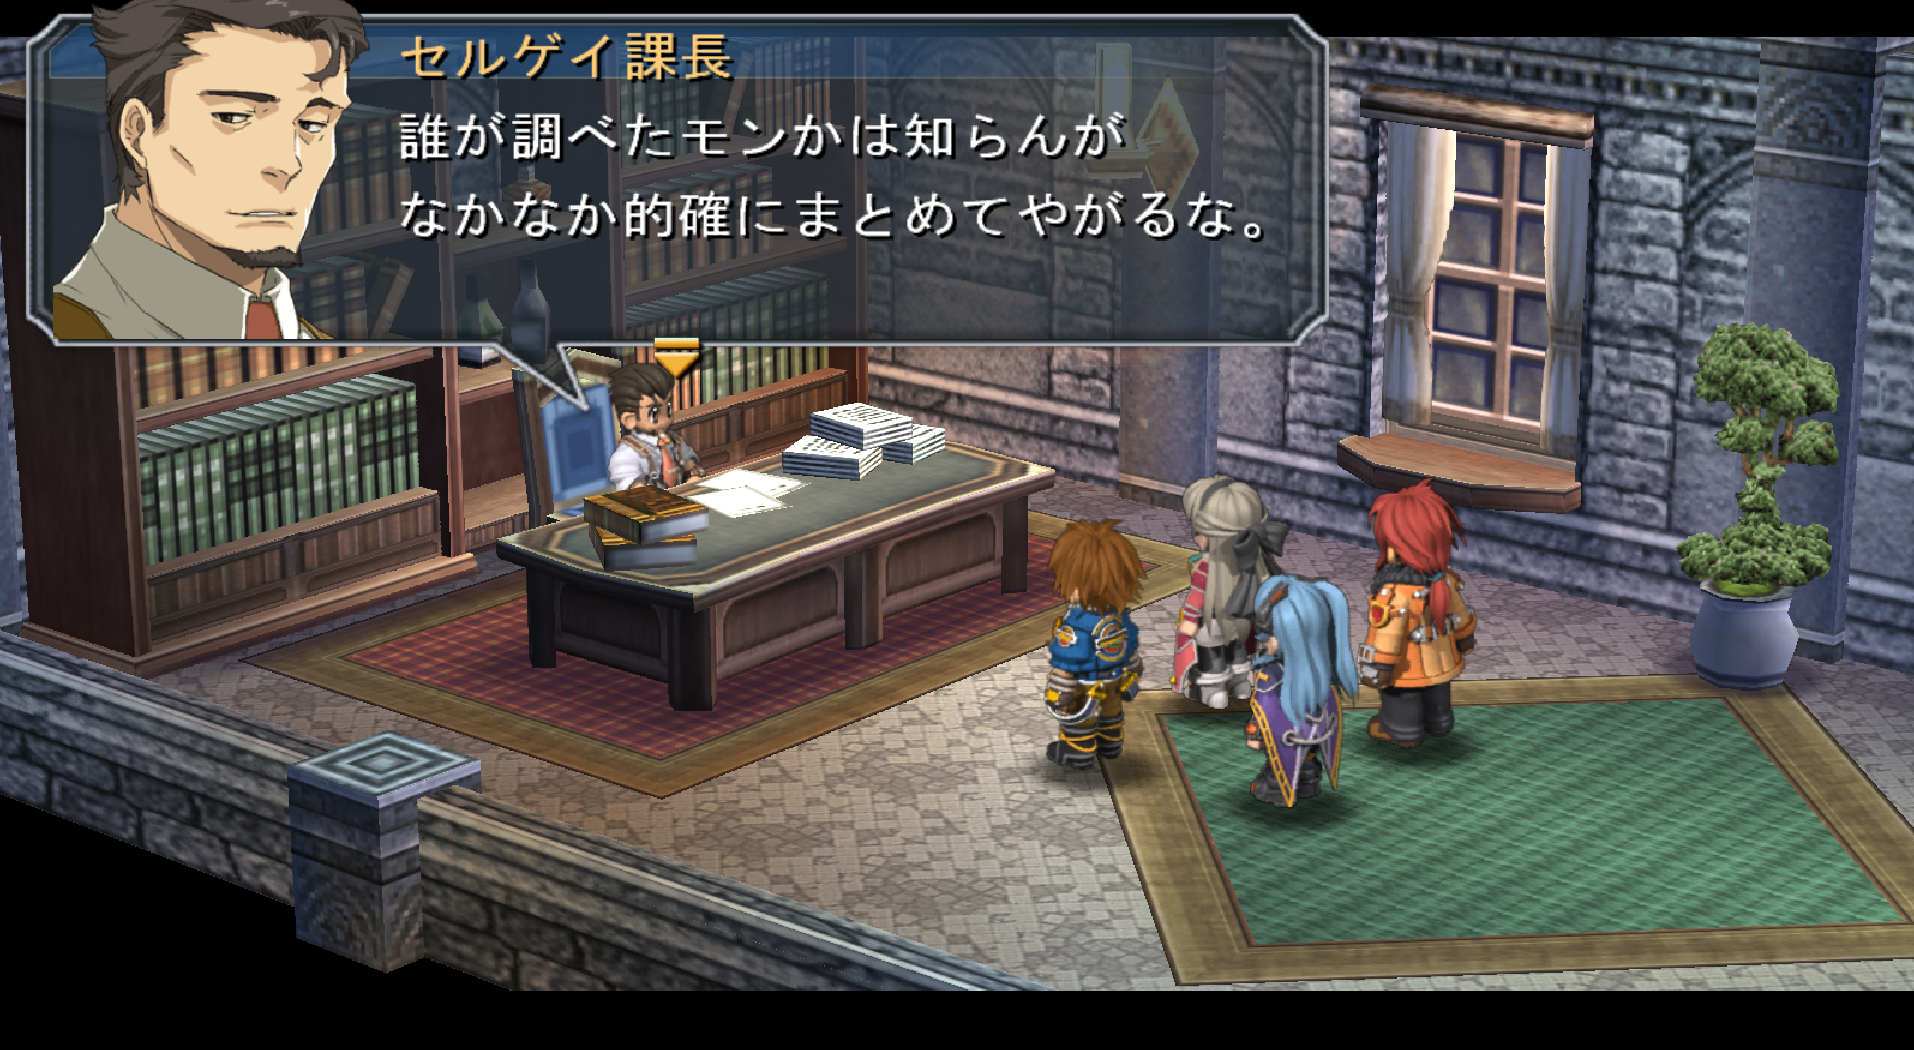 セルゲイ課長
誰が調べたモンかは知らんが
なかなか的確にまとめてやがるな。